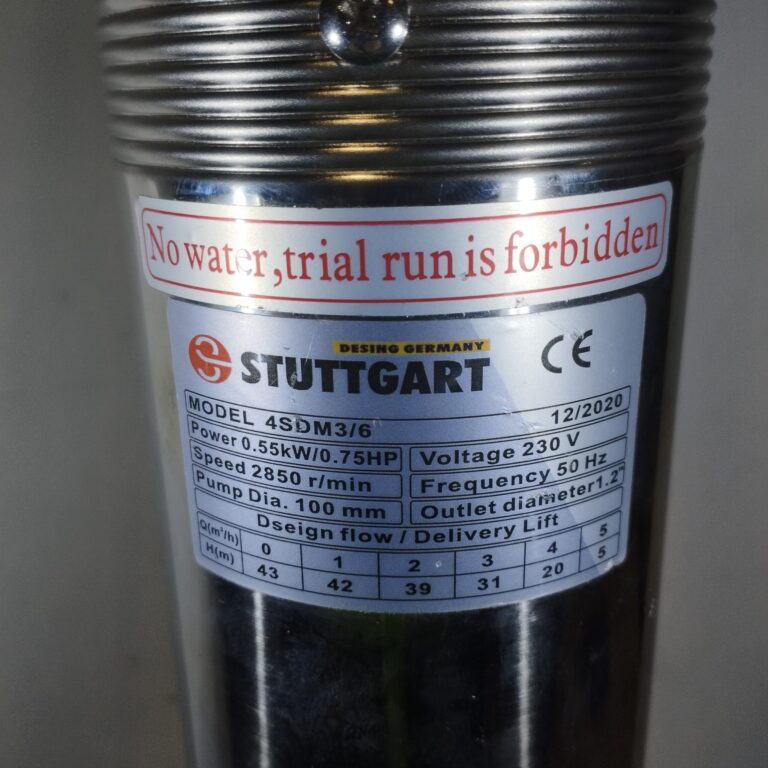 No water,trial run is forbidden
DESING GERMANY
STUTTGART CE
MODEL 4SDM3/6 12/2020
Power 0.55kW/0.75HP Voltage 230 V
Speed 2850 r/min Frequency 50 Hz
Pump Dia. 100 mm Outlet diameter1.2"
Dseign flow / Delivery Lift
Q(m³/h) 0 1 2 3 4 5
H(m) 43 42 39 31 20 5